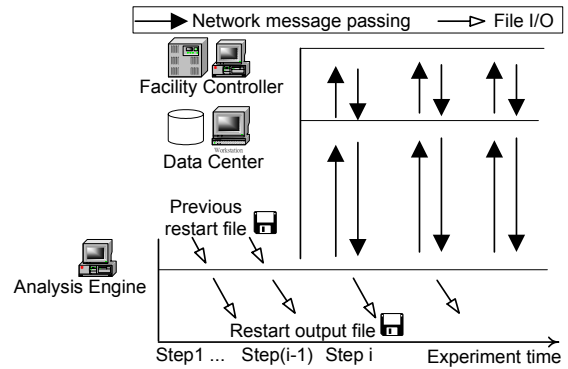 Network message passing
File I/O
Facility Controller
Workstation
Data Center
Previous
restart file
Analysis Engine
Restart output file
Step1 ...
Step(i-1)
Step i
Experiment time